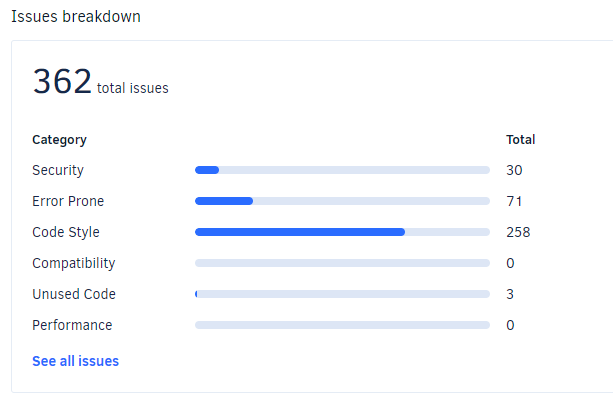 Issues breakdown
362 total issues
Category Total
Security 30
Error Prone 71
Code Style 258
Compatibility 0
Unused Code 3
Performance 0
See all issues